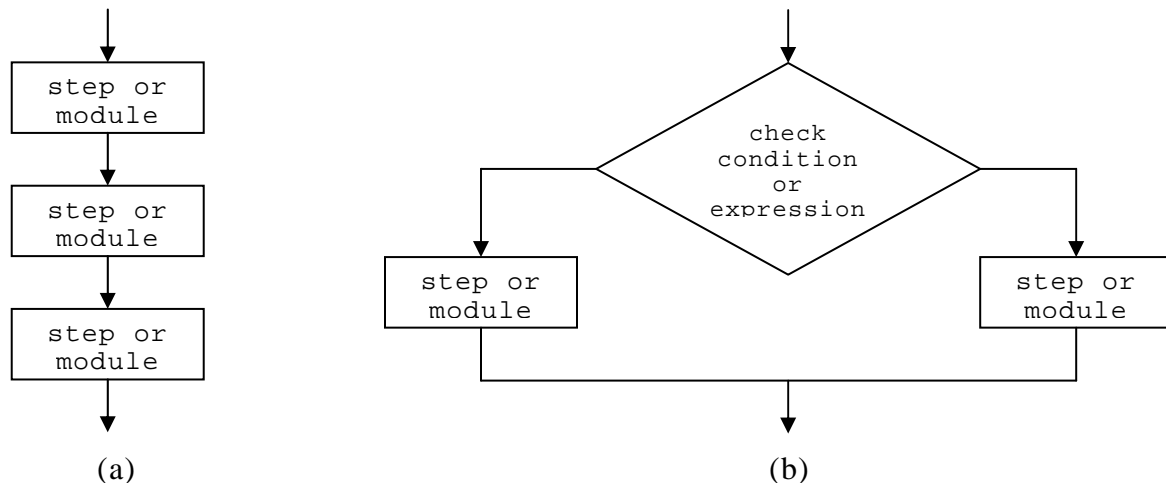 step or
module
step or
module
step or
module
(a)
check
condition
or
expression
step or
module
step or
module
(b)